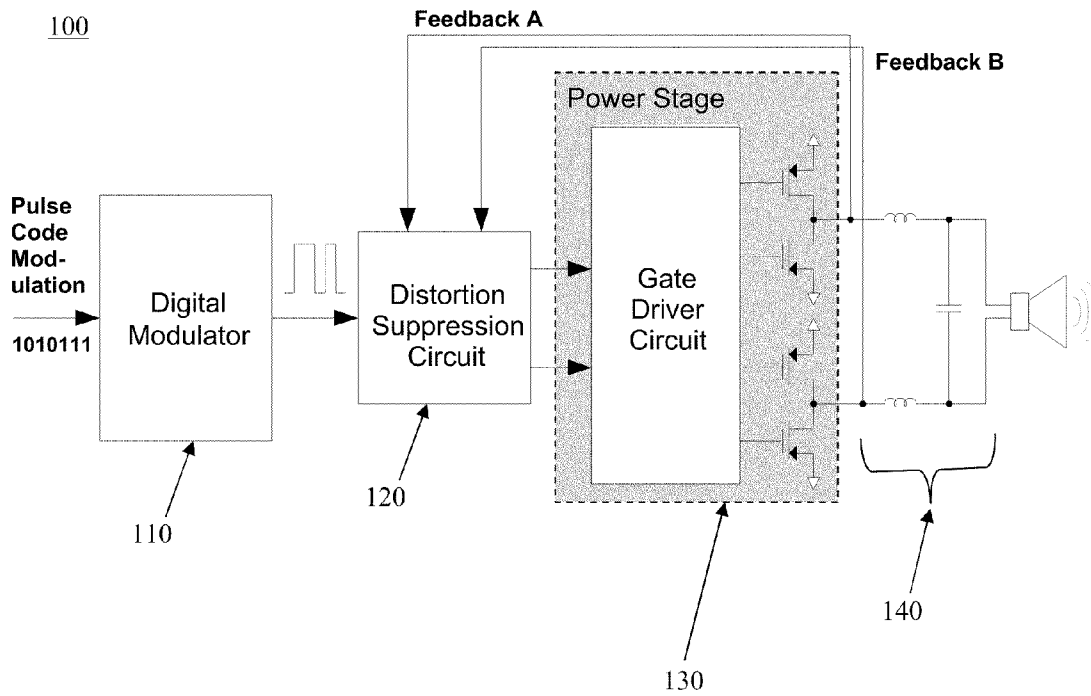 100
Feedback A
Feedback B
Power Stage
Pulse
Code
Mod-
ulation
1010111
Digital
Modulator
Distortion
Suppression
Circuit
Gate
Driver
Circuit
110
120
130
140